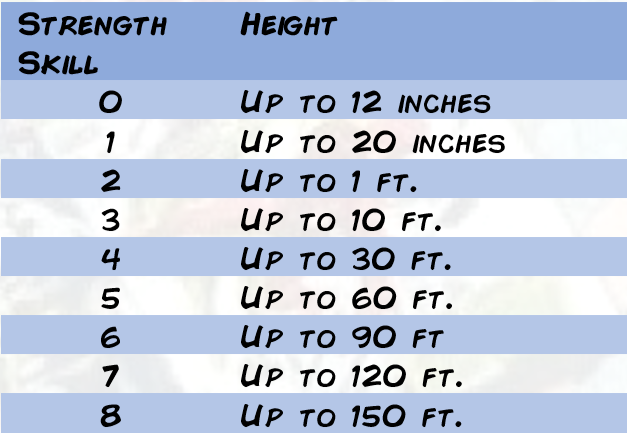 Strength Height
Skill
0 Up to 12 inches
1 Up to 20 inches
2 Up to 1 ft.
3 Up to 10 ft.
4 Up to 30 ft.
5 Up to 60 ft.
6 Up to 90 ft
7 Up to 120 ft.
8 Up to 150 ft.